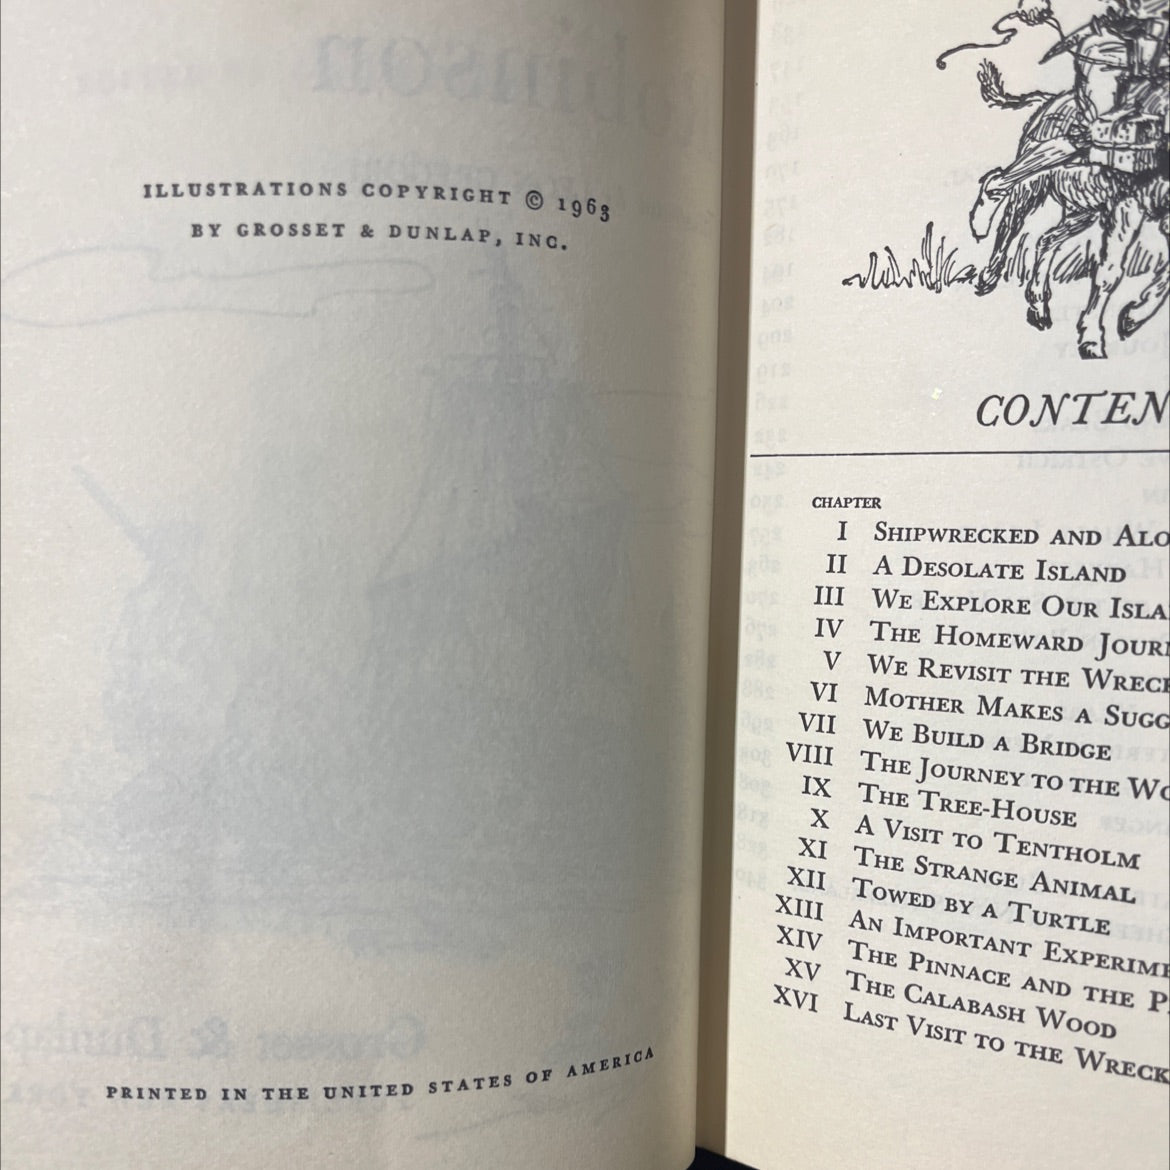 ILLUSTRATIONS COPYRIGHT © 1963
BY GROSSET & DUNLAP, INC.
PRINTED IN THE UNITED STATES OF AMERICA
CONTEN
CHAPTER
I SHIPWRECKED AND ALO
II A DESOLATE ISLAND
III WE EXPLORE OUR ISLA
IV THE HOMEWARD JOURN
V WE REVISIT THE WRECK
VI MOTHER MAKES A SUGG
VII WE BUILD A BRIDGE
VIII THE JOURNEY TO THE WO
IX THE TREE-HOUSE
X A VISIT TO TENTHOLM
XI THE STRANGE ANIMAL
XII TOWED BY A TURTLE
XIII AN IMPORTANT EXPERIME
XIV THE PINNACE AND THE P
XV THE CALABASH WOOD
XVI LAST VISIT TO THE WRECK